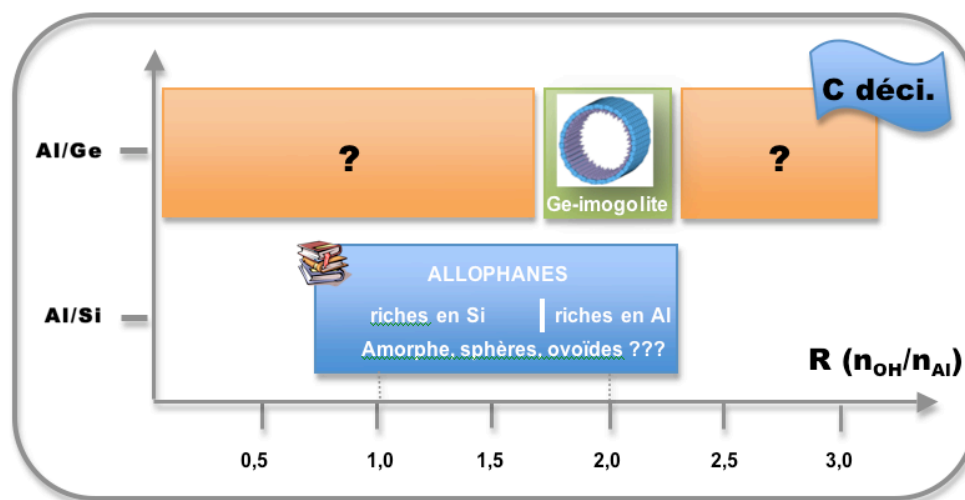 C déci.
Al/Ge
?
Ge-imogolite
?
Al/Si
ALLOPHANES
riches en Si
riches en Al
Amorphe, sphères, ovoïdes ???
R (nOH/nAl)
0,5 1,0 1,5 2,0 2,5 3,0